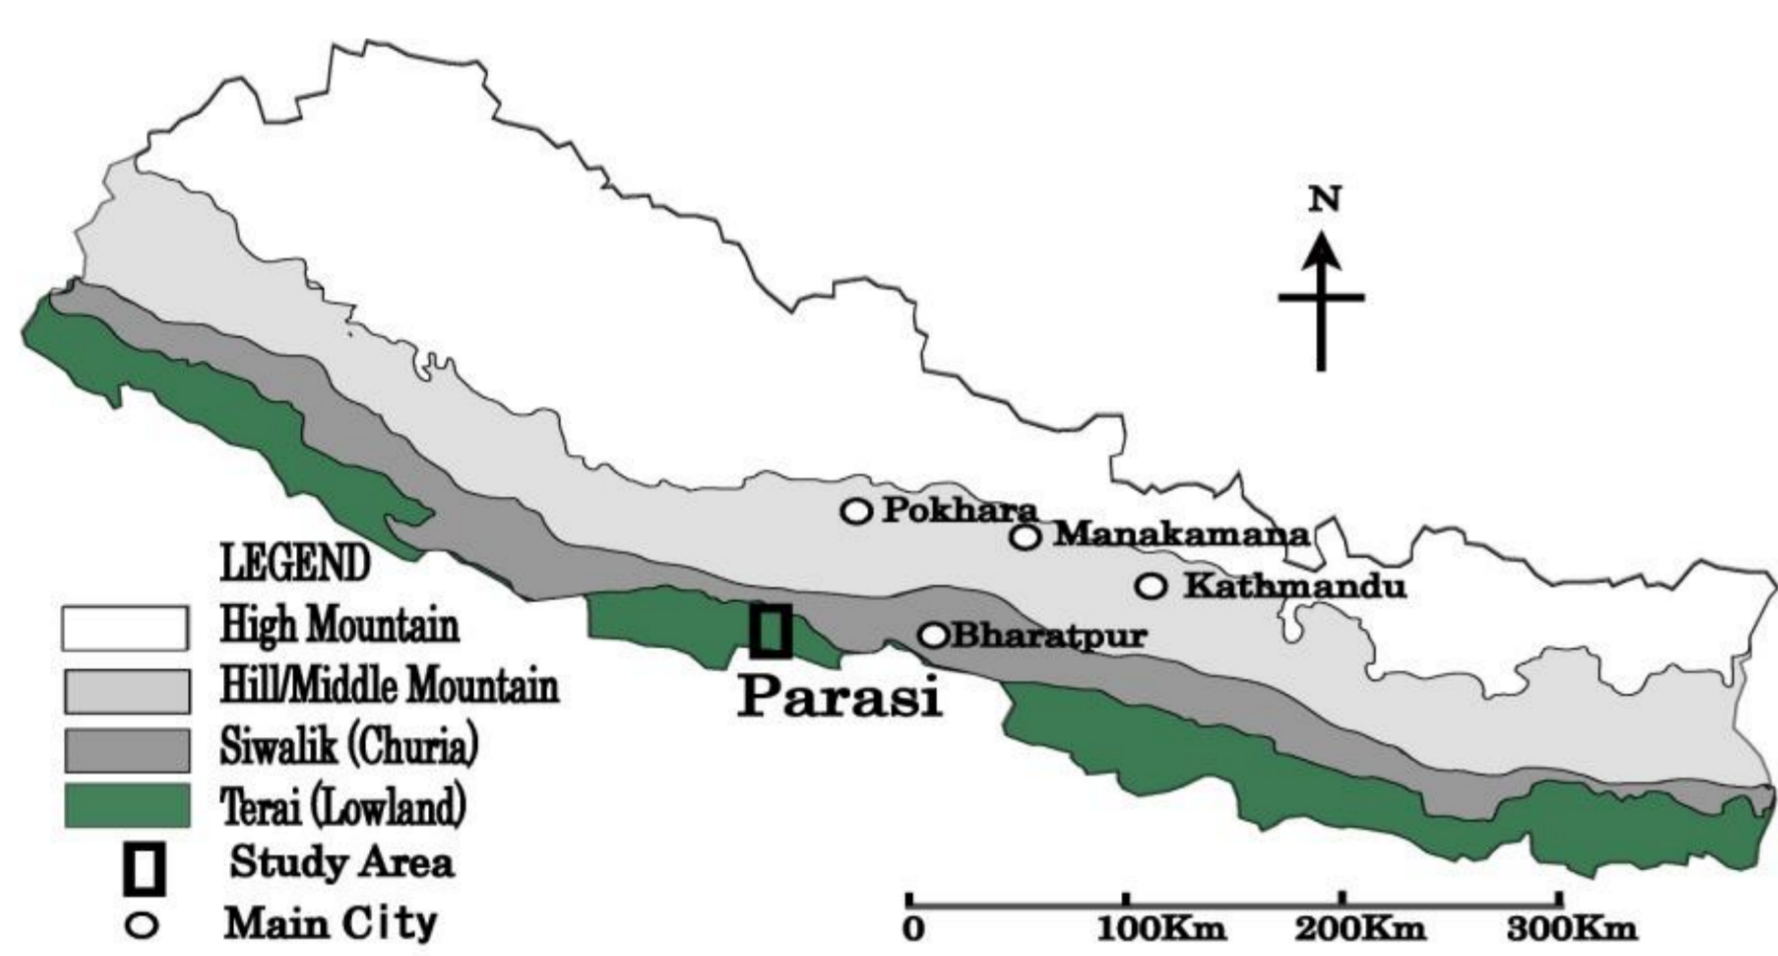 N
Pokhara
Manakamana
Kathmandu
Bharatpur
Parasi
LEGEND
High Mountain
Hill/Middle Mountain
Siwalik (Churia)
Terai (Lowland)
Study Area
Main City
0 100Km 200Km 300Km